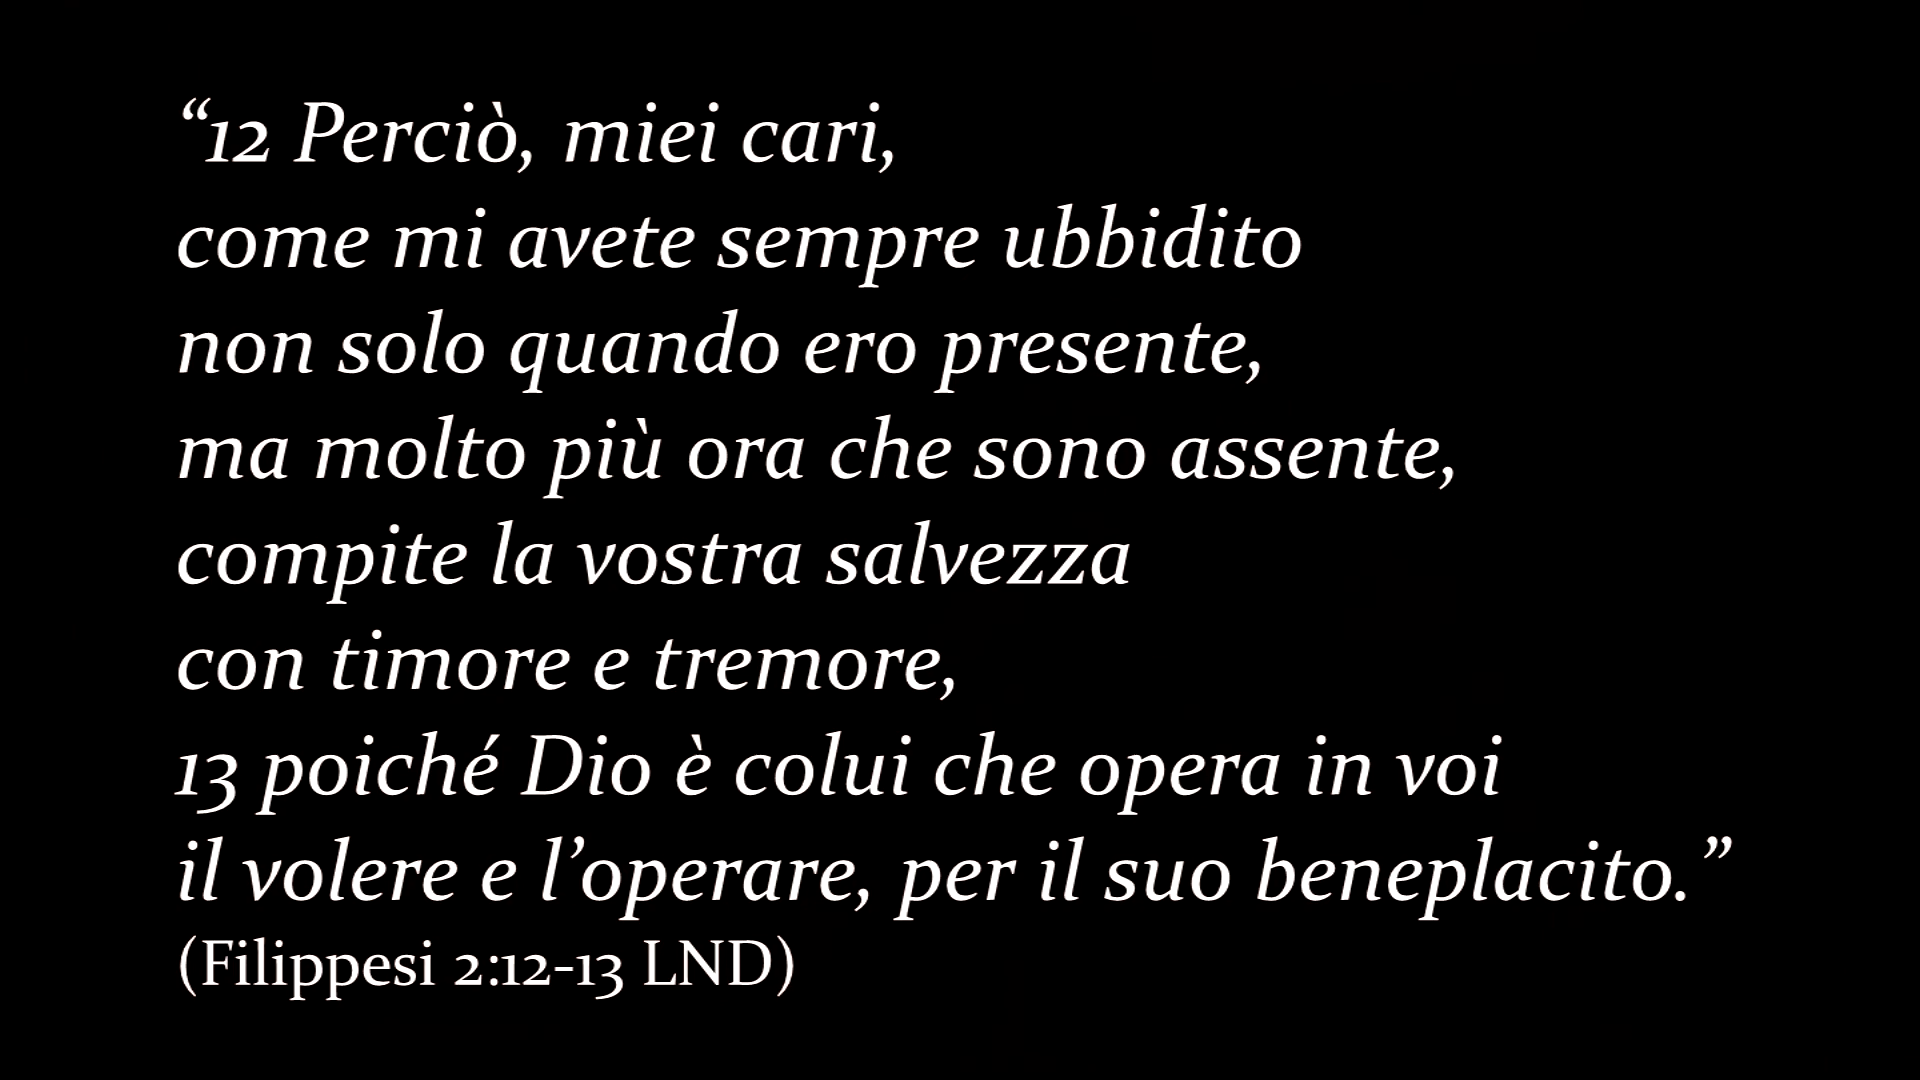 “12 Perciò, miei cari,
come mi avete sempre ubbidito
non solo quando ero presente,
ma molto più ora che sono assente,
compite la vostra salvezza
con timore e tremore,
13 poiché Dio è colui che opera in voi
il volere e l’operare, per il suo beneplacito.”
(Filippesi 2:12-13 LND)